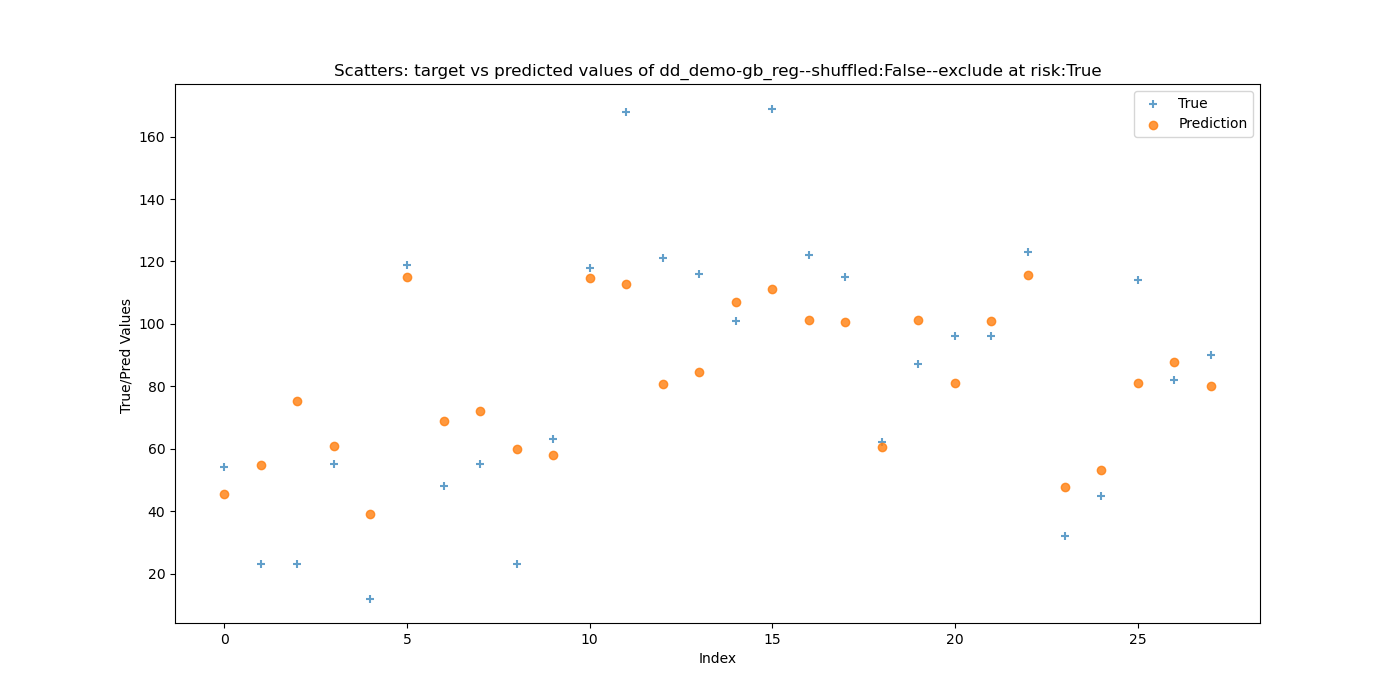 Scatters: target vs predicted values of dd_demo-gb_reg--shuffled:False--exclude at risk:True
True
Prediction
160
140
120
100
80
60
40
20
True/Pred Values
0 5 10 15 20 25
Index